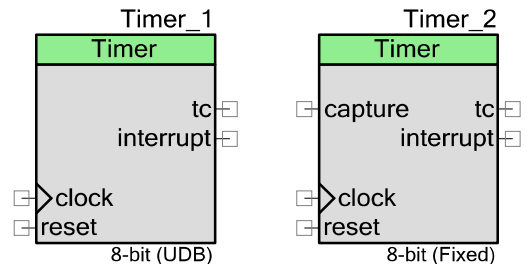 Timer_1
Timer
tc
interrupt
clock
reset
8-bit (UDB)
Timer_2
Timer
capture tc
interrupt
clock
reset
8-bit (Fixed)